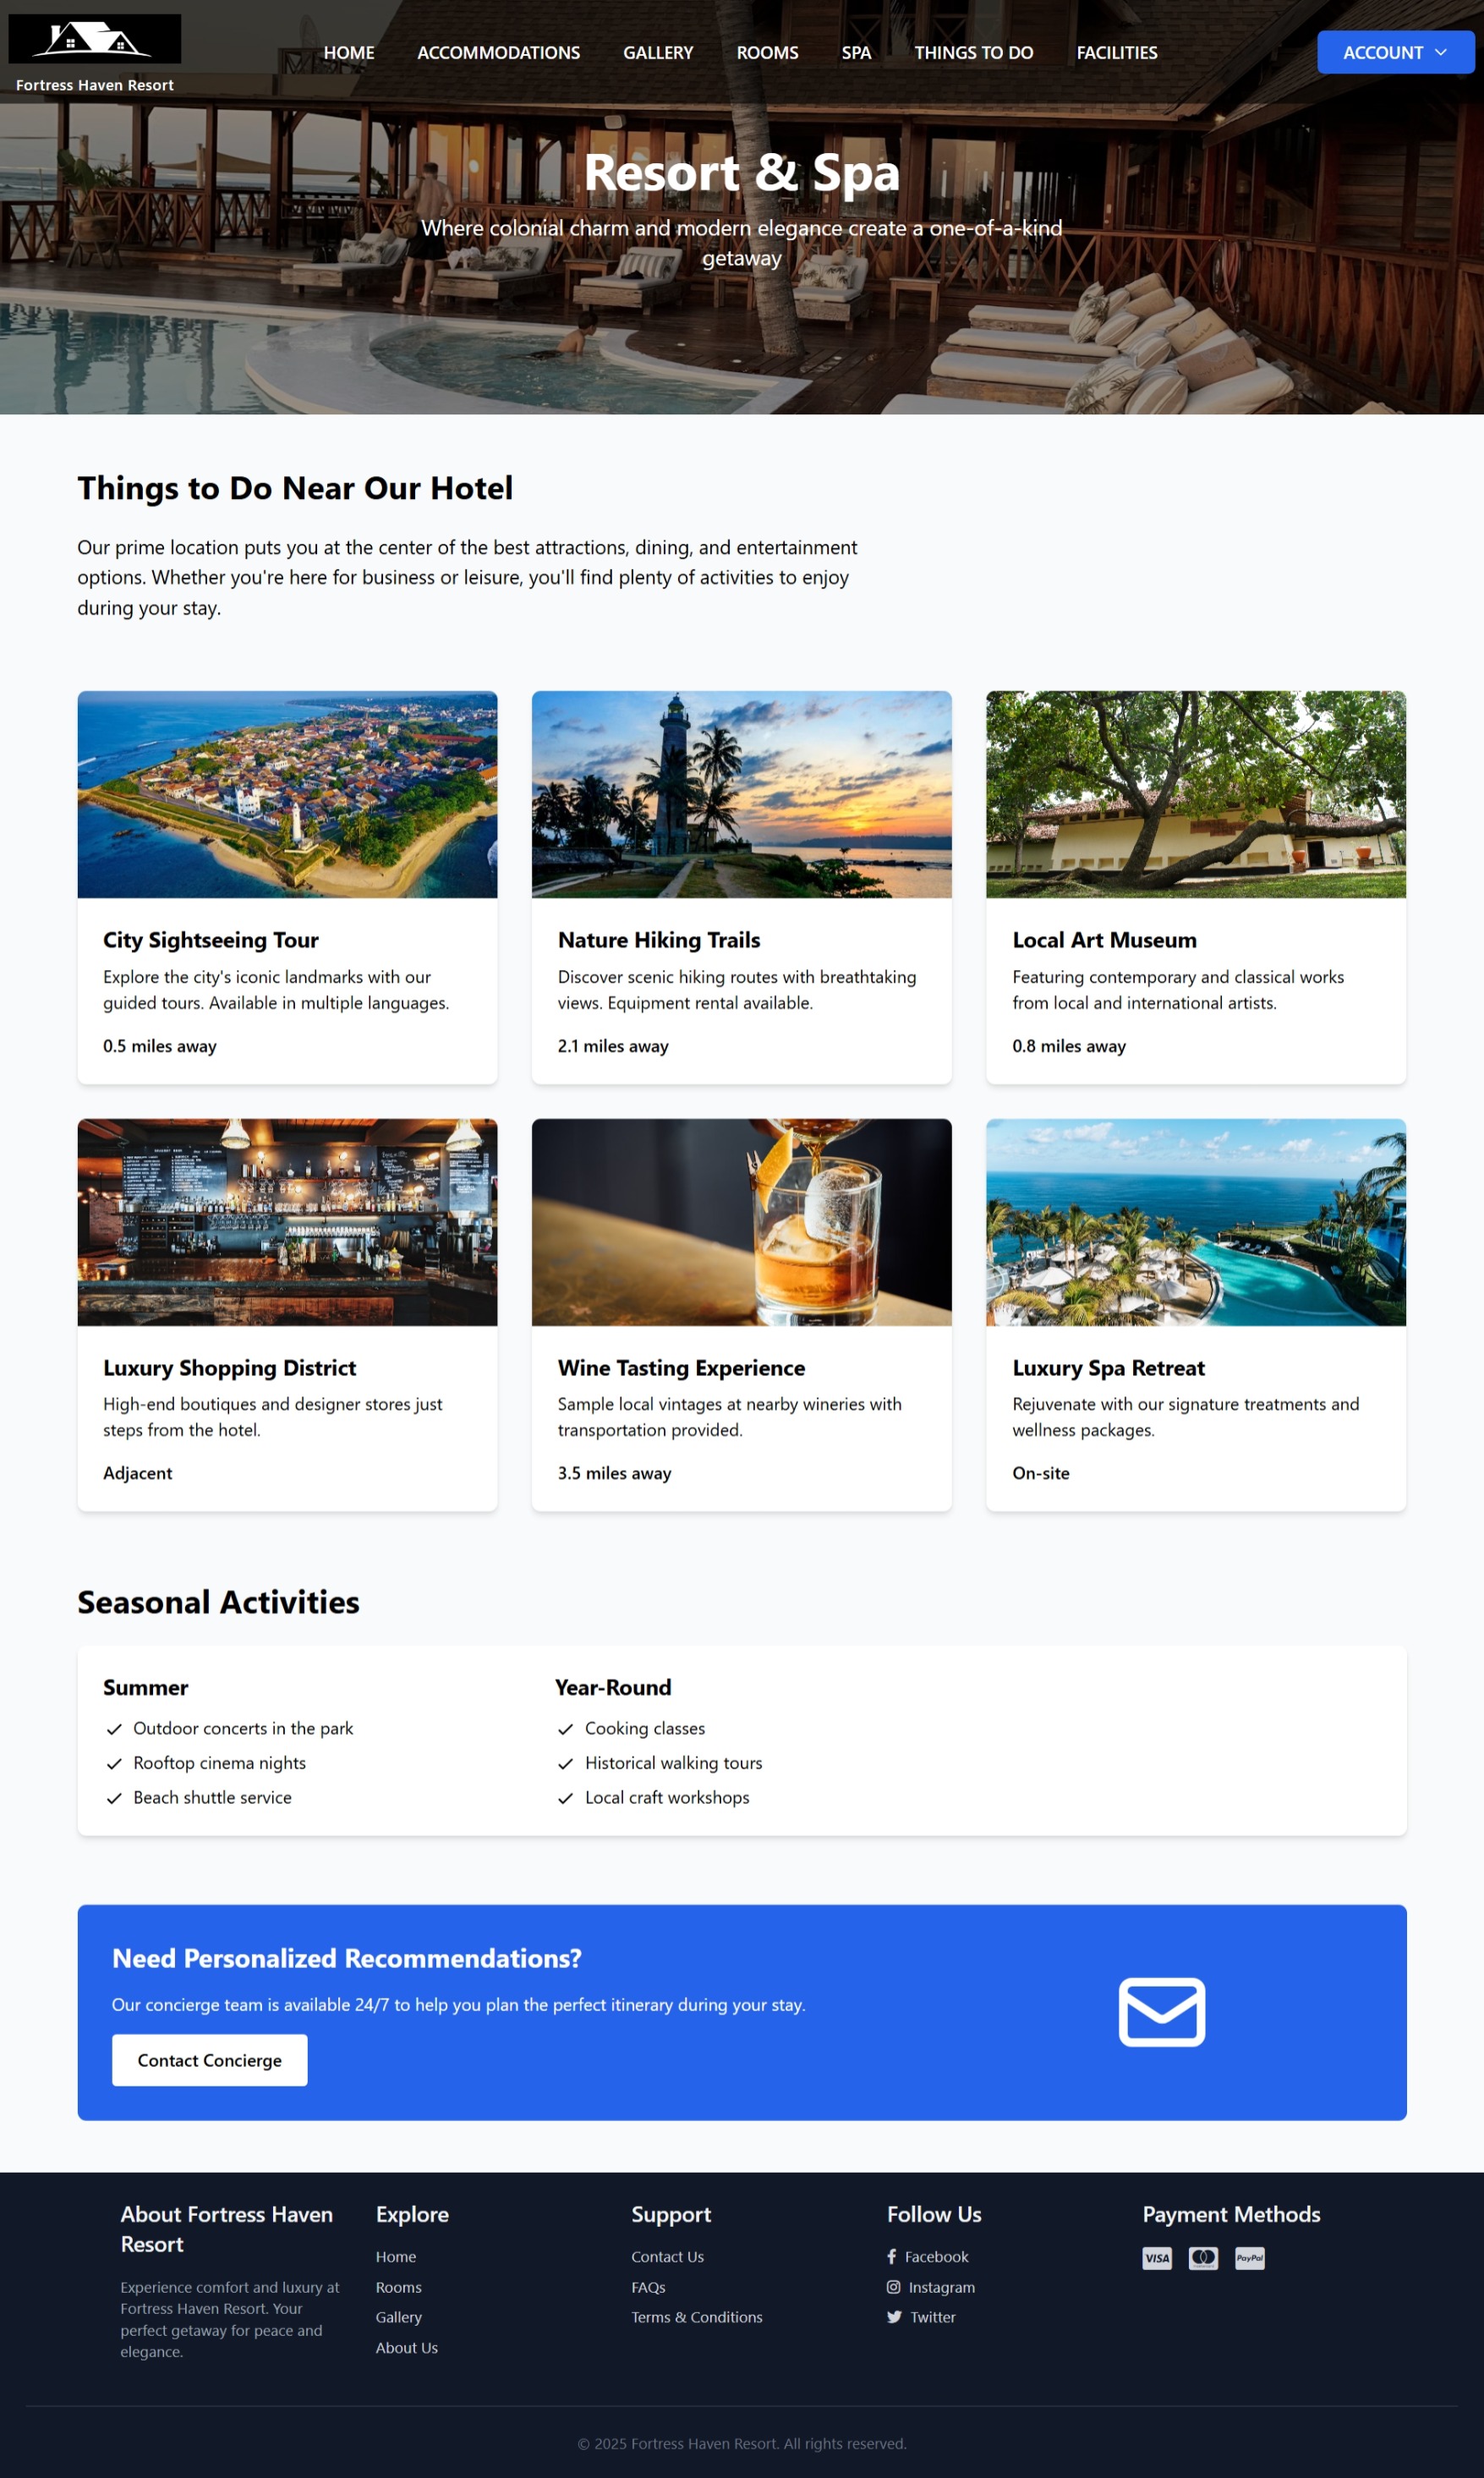 Fortress Haven Resort
HOME
ACCOMMODATIONS
GALLERY
ROOMS
SPA
THINGS TO DO
FACILITIES
ACCOUNT
Resort & Spa
Where colonial charm and modern elegance create a one-of-a-kind
getaway
Things to Do Near Our Hotel
Our prime location puts you at the center of the best attractions, dining, and entertainment
options. Whether you're here for business or leisure, you'll find plenty of activities to enjoy
during your stay.
City Sightseeing Tour
Explore the city's iconic landmarks with our
guided tours. Available in multiple languages.
0.5 miles away
Nature Hiking Trails
Discover scenic hiking routes with breathtaking
views. Equipment rental available.
2.1 miles away
Local Art Museum
Featuring contemporary and classical works
from local and international artists.
0.8 miles away
Luxury Shopping District
High-end boutiques and designer stores just
steps from the hotel.
Adjacent
Wine Tasting Experience
Sample local vintages at nearby wineries with
transportation provided.
3.5 miles away
Luxury Spa Retreat
Rejuvenate with our signature treatments and
wellness packages.
On-site
Seasonal Activities
Summer
Outdoor concerts in the park
Rooftop cinema nights
Beach shuttle service
Year-Round
Cooking classes
Historical walking tours
Local craft workshops
Need Personalized Recommendations?
Our concierge team is available 24/7 to help you plan the perfect itinerary during your stay.
Contact Concierge
About Fortress Haven
Resort
Experience comfort and luxury at
Fortress Haven Resort. Your
perfect getaway for peace and
elegance.
Explore
Home
Rooms
Gallery
About Us
Support
Contact Us
FAQs
Terms & Conditions
Follow Us
Facebook
Instagram
Twitter
Payment Methods
VISA
PayPal
© 2025 Fortress Haven Resort. All rights reserved.